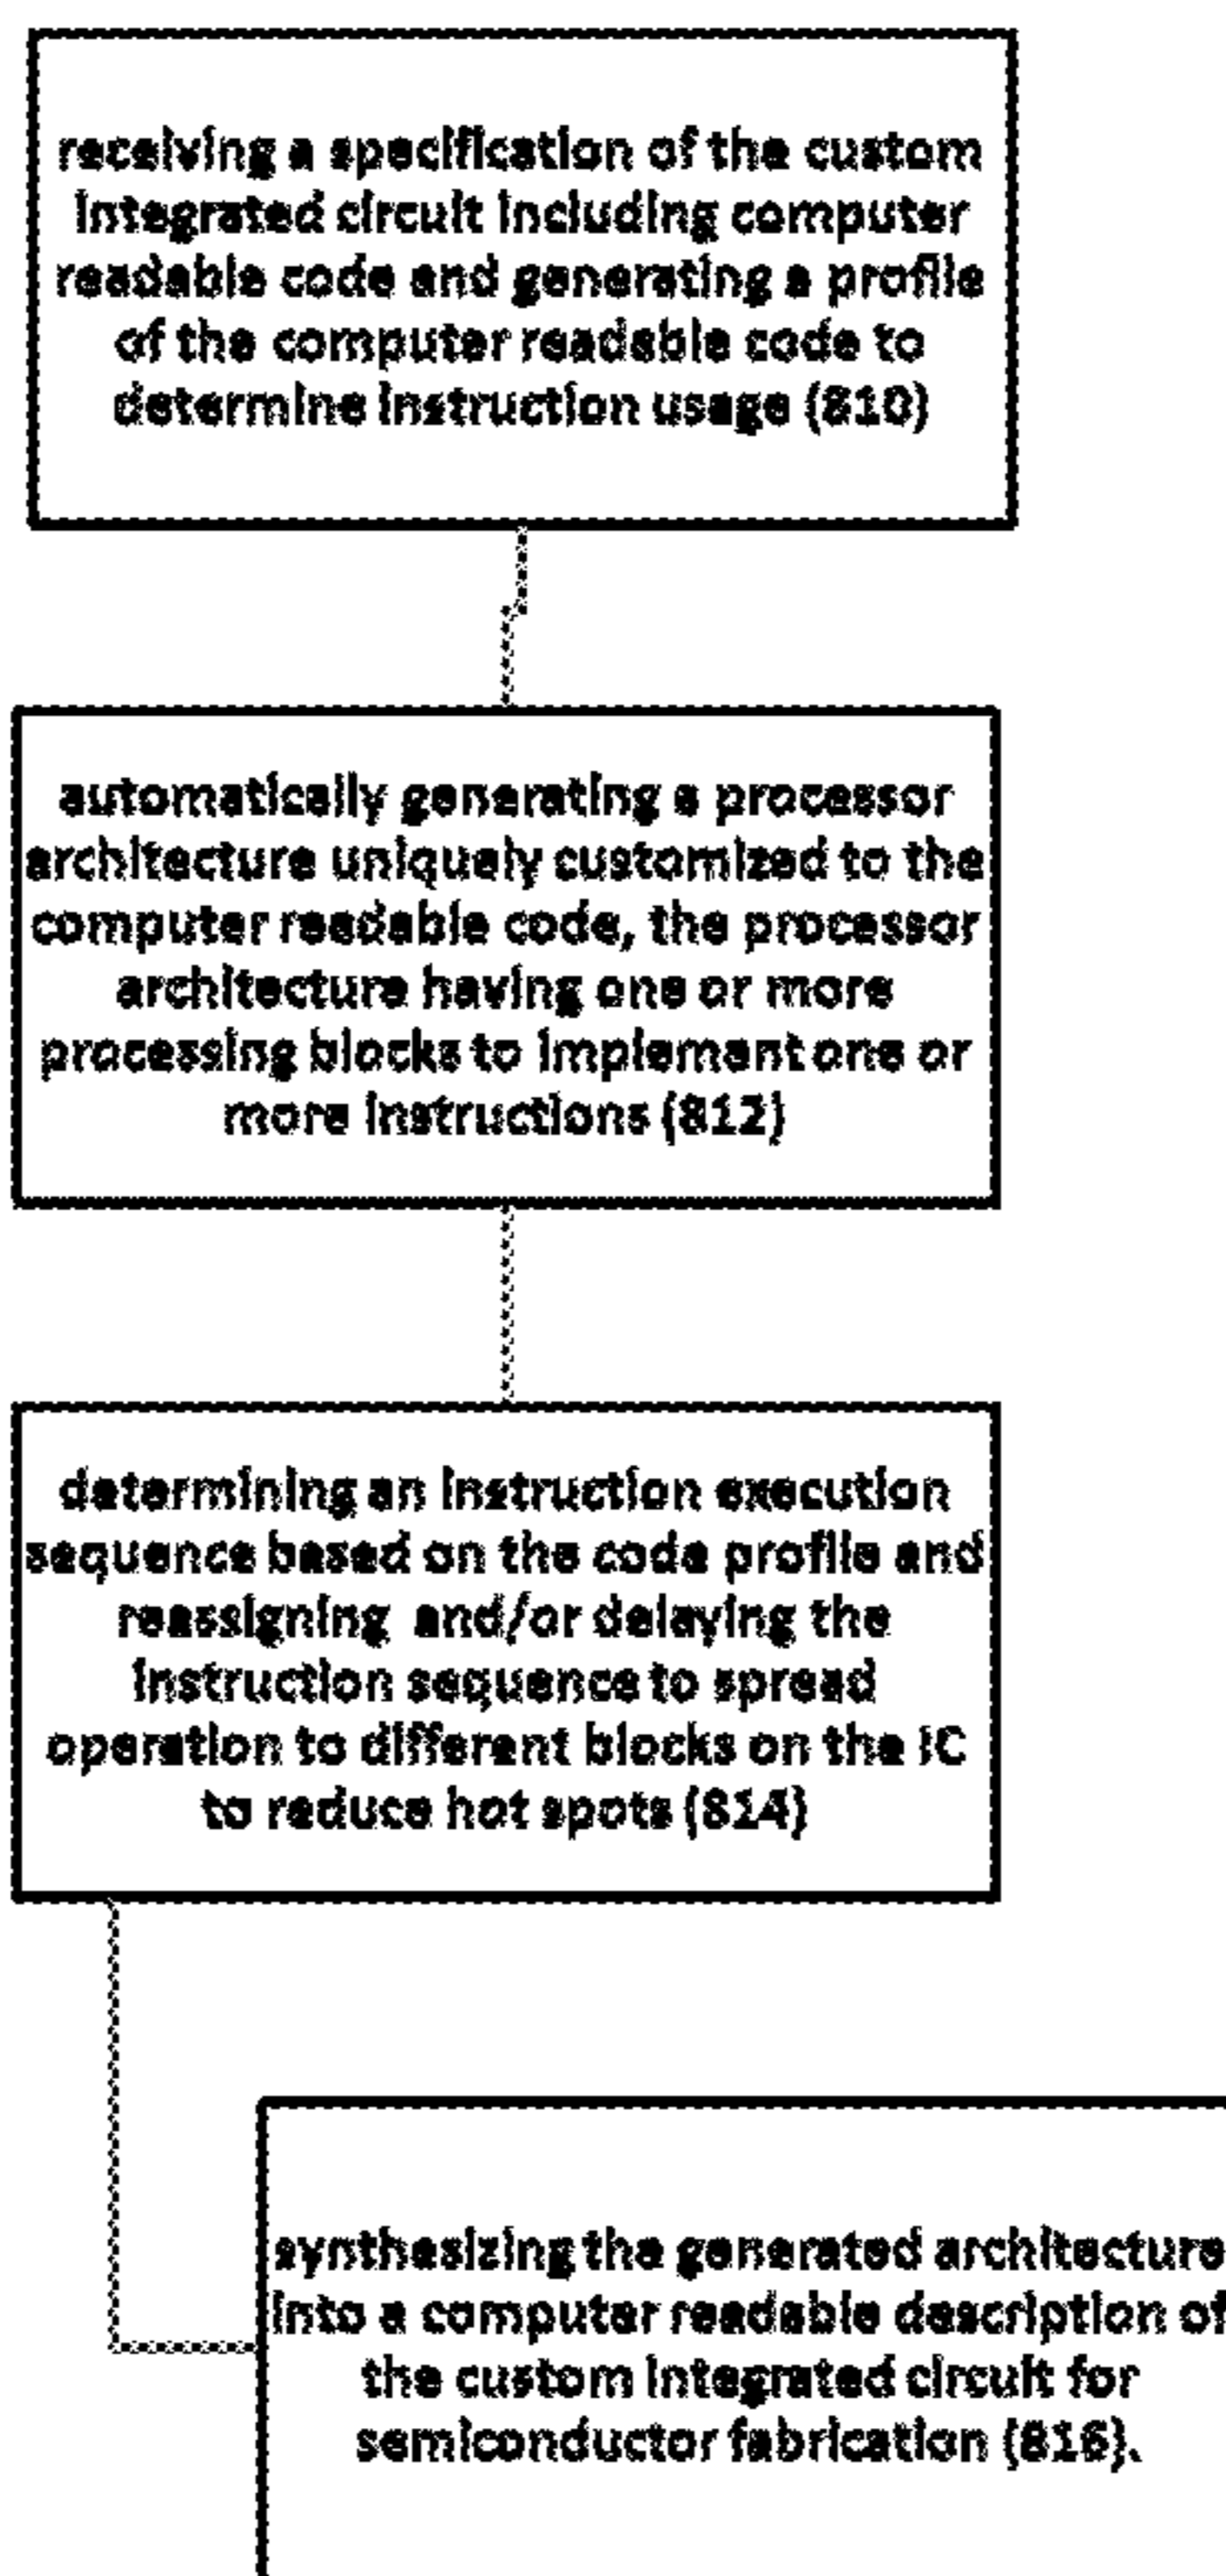 receiving a specification of the custom
integrated circuit including computer
readable code and generating a profile
of the computer readable code to
determine instruction usage (810)
automatically generating a processor
architecture uniquely customized to the
computer readable code, the processor
architecture having one or more
processing blocks to implement one or
more instructions (812)
determining an instruction execution
sequence based on the code profile and
reassigning and/or delaying the
instruction sequence to spread
operation to different blocks on the IC
to reduce hot spots (814)
synthesizing the generated architecture
into a computer readable description of
the custom integrated circuit for
semiconductor fabrication (816).